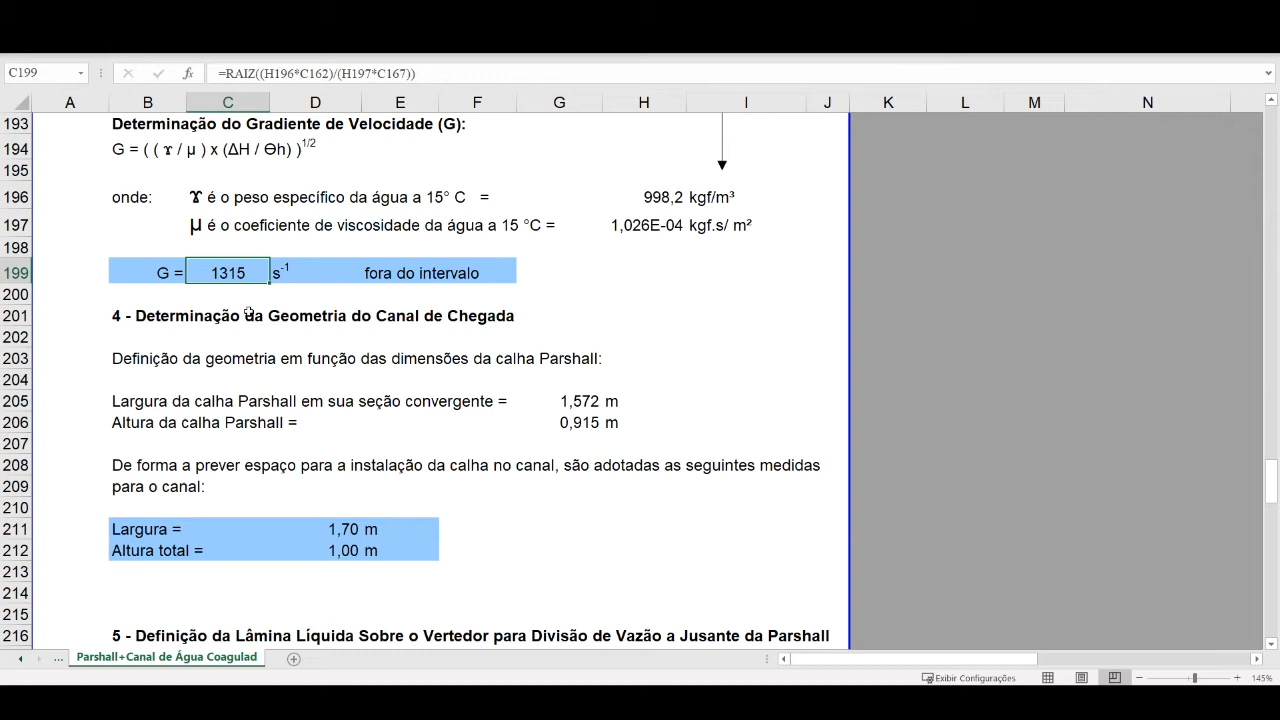 C199 =RAIZ((H196*C162)/(H197*C167))
A B C D E F G H I J K L M N
193 Determinação do Gradiente de Velocidade (G):
194 G = ( ( ɤ / μ ) x (ΔH / Ɵh) )1/2
195
196 onde: ɤ é o peso específico da água a 15° C = 998,2 kgf/m³
197 μ é o coeficiente de viscosidade da água a 15 °C = 1,026E-04 kgf.s/ m²
198
199 G = 1315 s-1 fora do intervalo
200
201 4 - Determinação da Geometria do Canal de Chegada
202
203 Definição da geometria em função das dimensões da calha Parshall:
204
205 Largura da calha Parshall em sua seção convergente = 1,572 m
206 Altura da calha Parshall = 0,915 m
207
208 De forma a prever espaço para a instalação da calha no canal, são adotadas as seguintes medidas
209 para o canal:
210
211 Largura = 1,70 m
212 Altura total = 1,00 m
213
214
215
216 5 - Definição da Lâmina Líquida Sobre o Vertedor para Divisão de Vazão a Jusante da Parshall
... Parshall+Canal de Água Coagulad
Exibir Configurações 145%